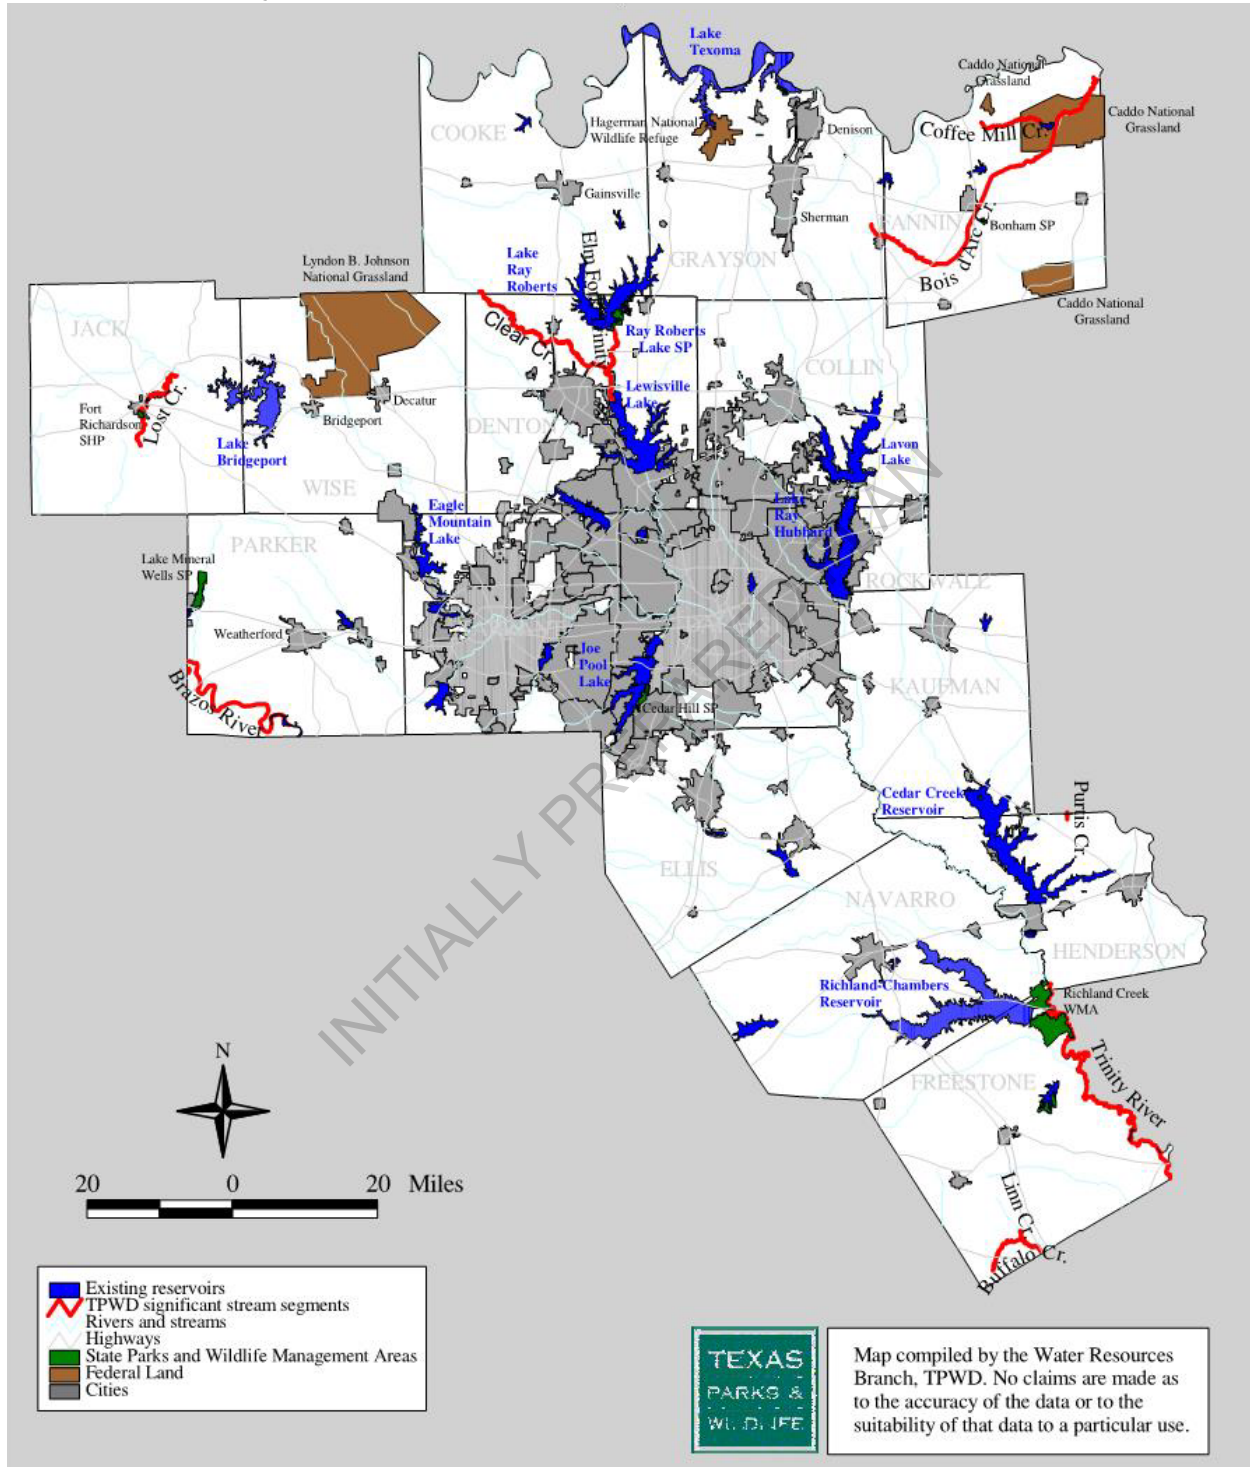 Lake
Texoma
Caddo National
Grassland
COOKE
Hagerman National
Wildlife Refuge
Denison
Coffee Mill Cr.
Caddo National
Grassland
Gainsville
Sherman
FANNIN
Bonham SP
Bois d'Arc Cr.
Lyndon B. Johnson
National Grassland
Lake
Ray
Roberts
Elm Fork Trinity
GRAYSON
Caddo National
Grassland
JACK
Clear Cr.
Ray Roberts
Lake SP
COLLIN
Fort
Richardson
SHP
Lost Cr.
Decatur
Bridgeport
Lewisville
Lake
DENTON
Lake
Bridgeport
Lavon
Lake
WISE
Eagle
Mountain
Lake
Lake
Ray
Hubbard
PARKER
Lake Mineral
Wells SP
ROCKWALL
Weatherford
Joe
Pool
Lake
KAUFMAN
Brazos River
Cedar Hill SP
Cedar Creek
Reservoir
Purtis Cr.
ELLIS
NAVARRO
HENDERSON
Richland-Chambers
Reservoir
Richland Creek
WMA
FREESTONE
Trinity River
Linn Cr.
Buffalo Cr.
INITIALLY PREPARED PLAN
N
20 0 20 Miles
Existing reservoirs
TPWD significant stream segments
Rivers and streams
Highways
State Parks and Wildlife Management Areas
Federal Land
Cities
TEXAS
PARKS &
WILDLIFE
Map compiled by the Water Resources
Branch, TPWD. No claims are made as
to the accuracy of the data or to the
suitability of that data to a particular use.